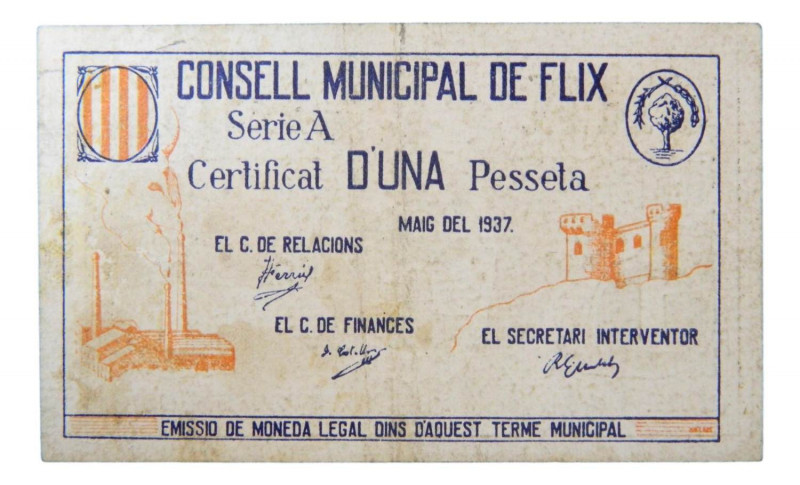 CONSELL MUNICIPAL DE FLIX
Serie A
Certificat D'UNA Pesseta
MAIG DEL 1937.
EL C. DE RELACIONS
EL C. DE FINANCES
EL SECRETARI INTERVENTOR
EMISSIO DE MONEDA LEGAL DINS D'AQUEST TERME MUNICIPAL